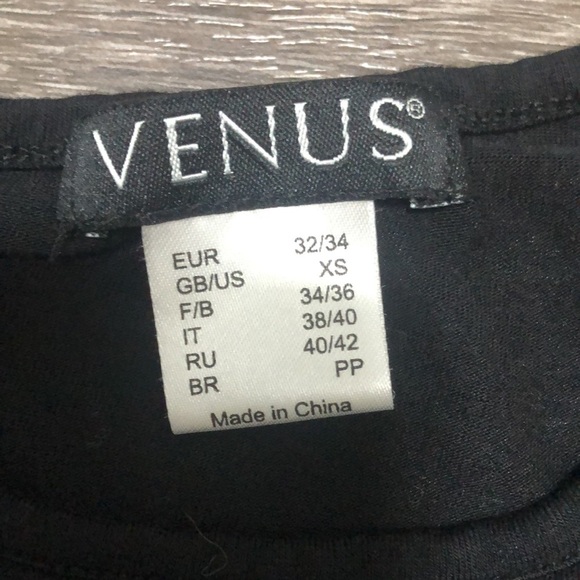 VENUS®
EUR 32/34
GB/US XS
F/B 34/36
IT 38/40
RU 40/42
BR PP
Made in China